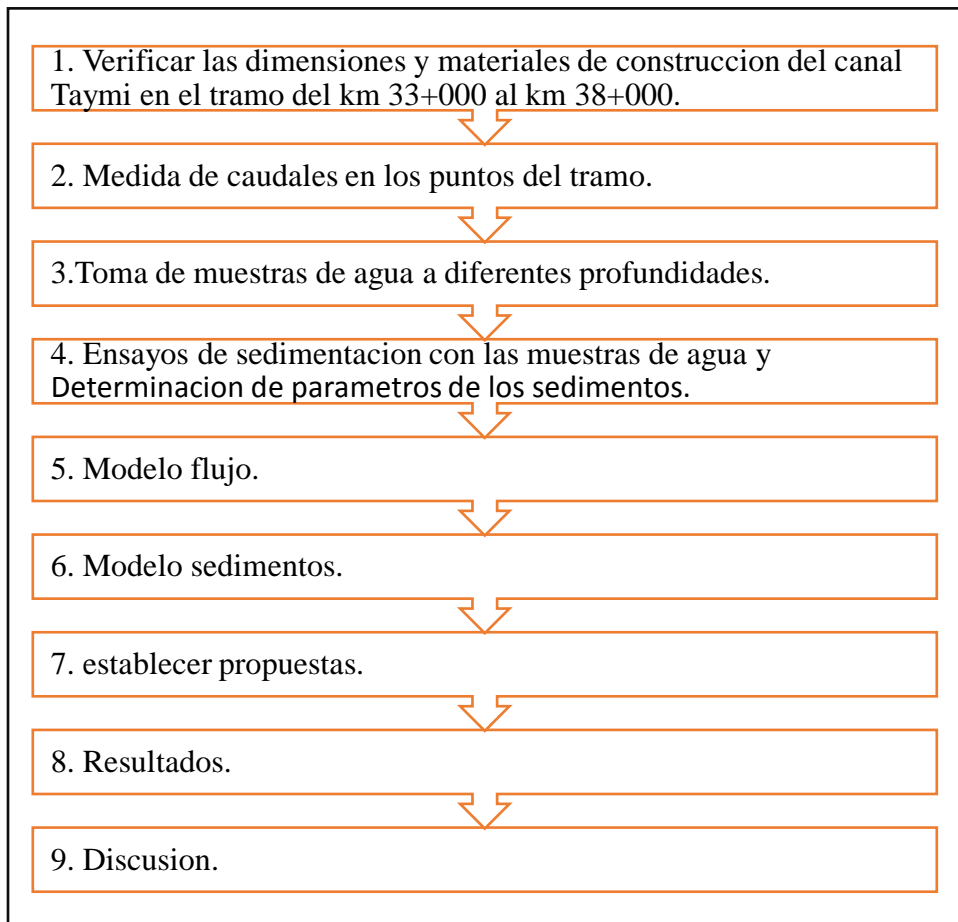 1. Verificar las dimensiones y materiales de construccion del canal
Taymi en el tramo del km 33+000 al km 38+000.
2. Medida de caudales en los puntos del tramo.
3.Toma de muestras de agua a diferentes profundidades.
4. Ensayos de sedimentacion con las muestras de agua y
Determinacion de parametros de los sedimentos.
5. Modelo flujo.
6. Modelo sedimentos.
7. establecer propuestas.
8. Resultados.
9. Discusion.